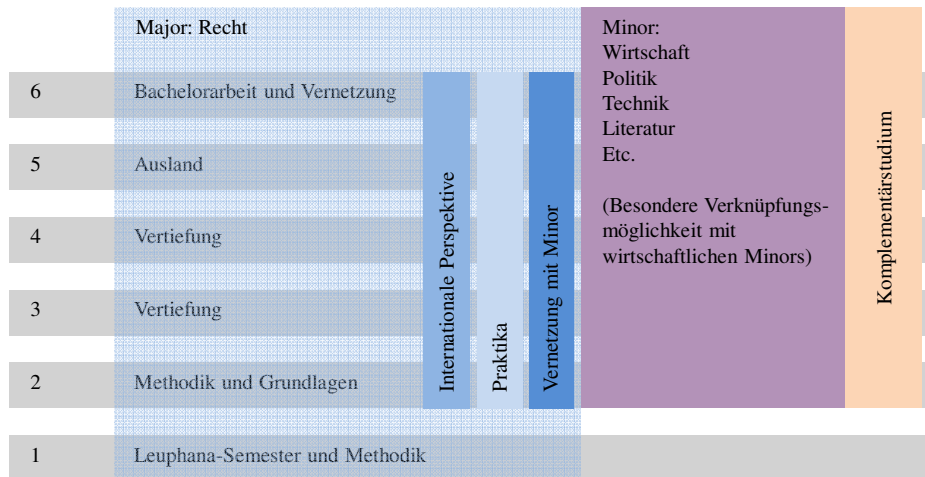 Major: Recht
6 Bachelorarbeit und Vernetzung
5 Ausland
4 Vertiefung
3 Vertiefung
2 Methodik und Grundlagen
1 Leuphana-Semester und Methodik
Internationale Perspektive
Praktika
Vernetzung mit Minor
Minor:
Wirtschaft
Politik
Technik
Literatur
Etc.
(Besondere Verknüpfungs-
möglichkeit mit
wirtschaftlichen Minors)
Komplementärstudium